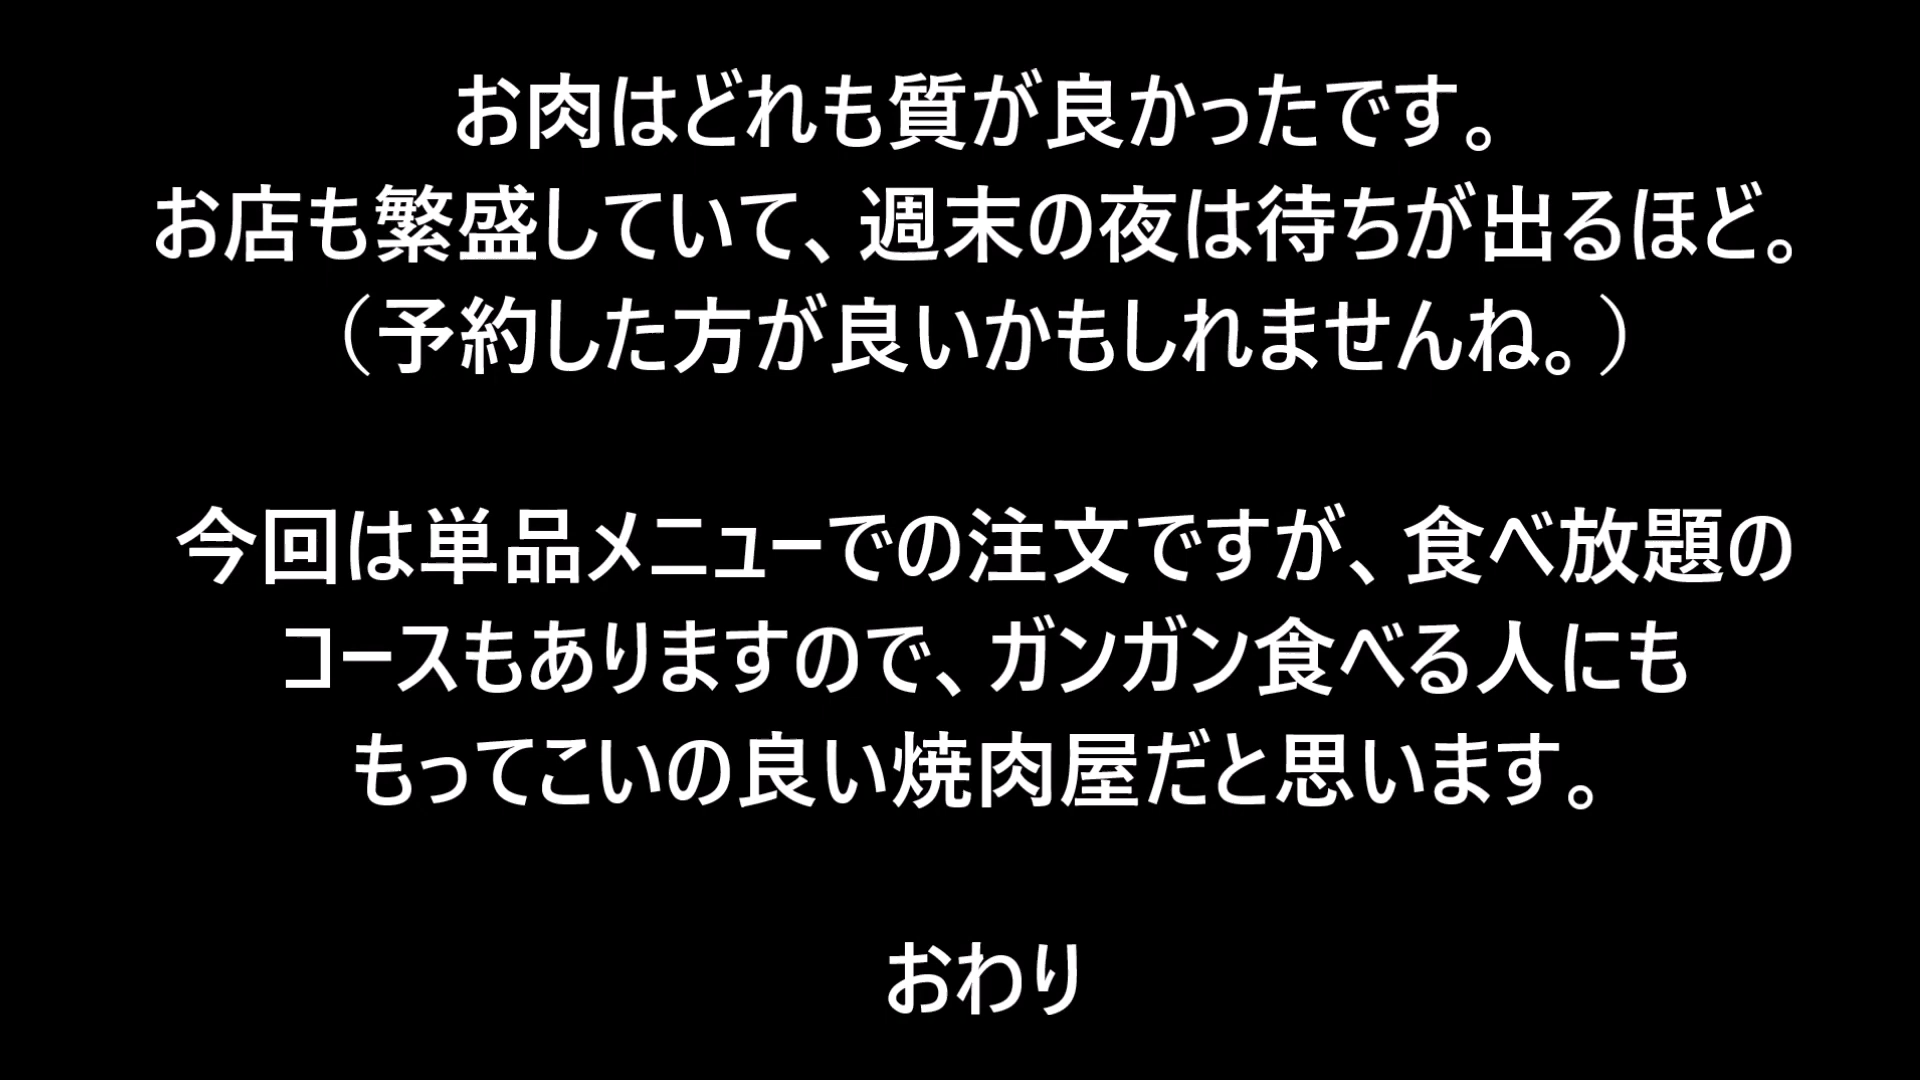 お肉はどれも質が良かったです。
お店も繁盛していて、週末の夜は待ちが出るほど。
（予約した方が良いかもしれませんね。）
今回は単品メニューでの注文ですが、食べ放題の
コースもありますので、ガンガン食べる人にも
もってこいの良い焼肉屋だと思います。
おわり